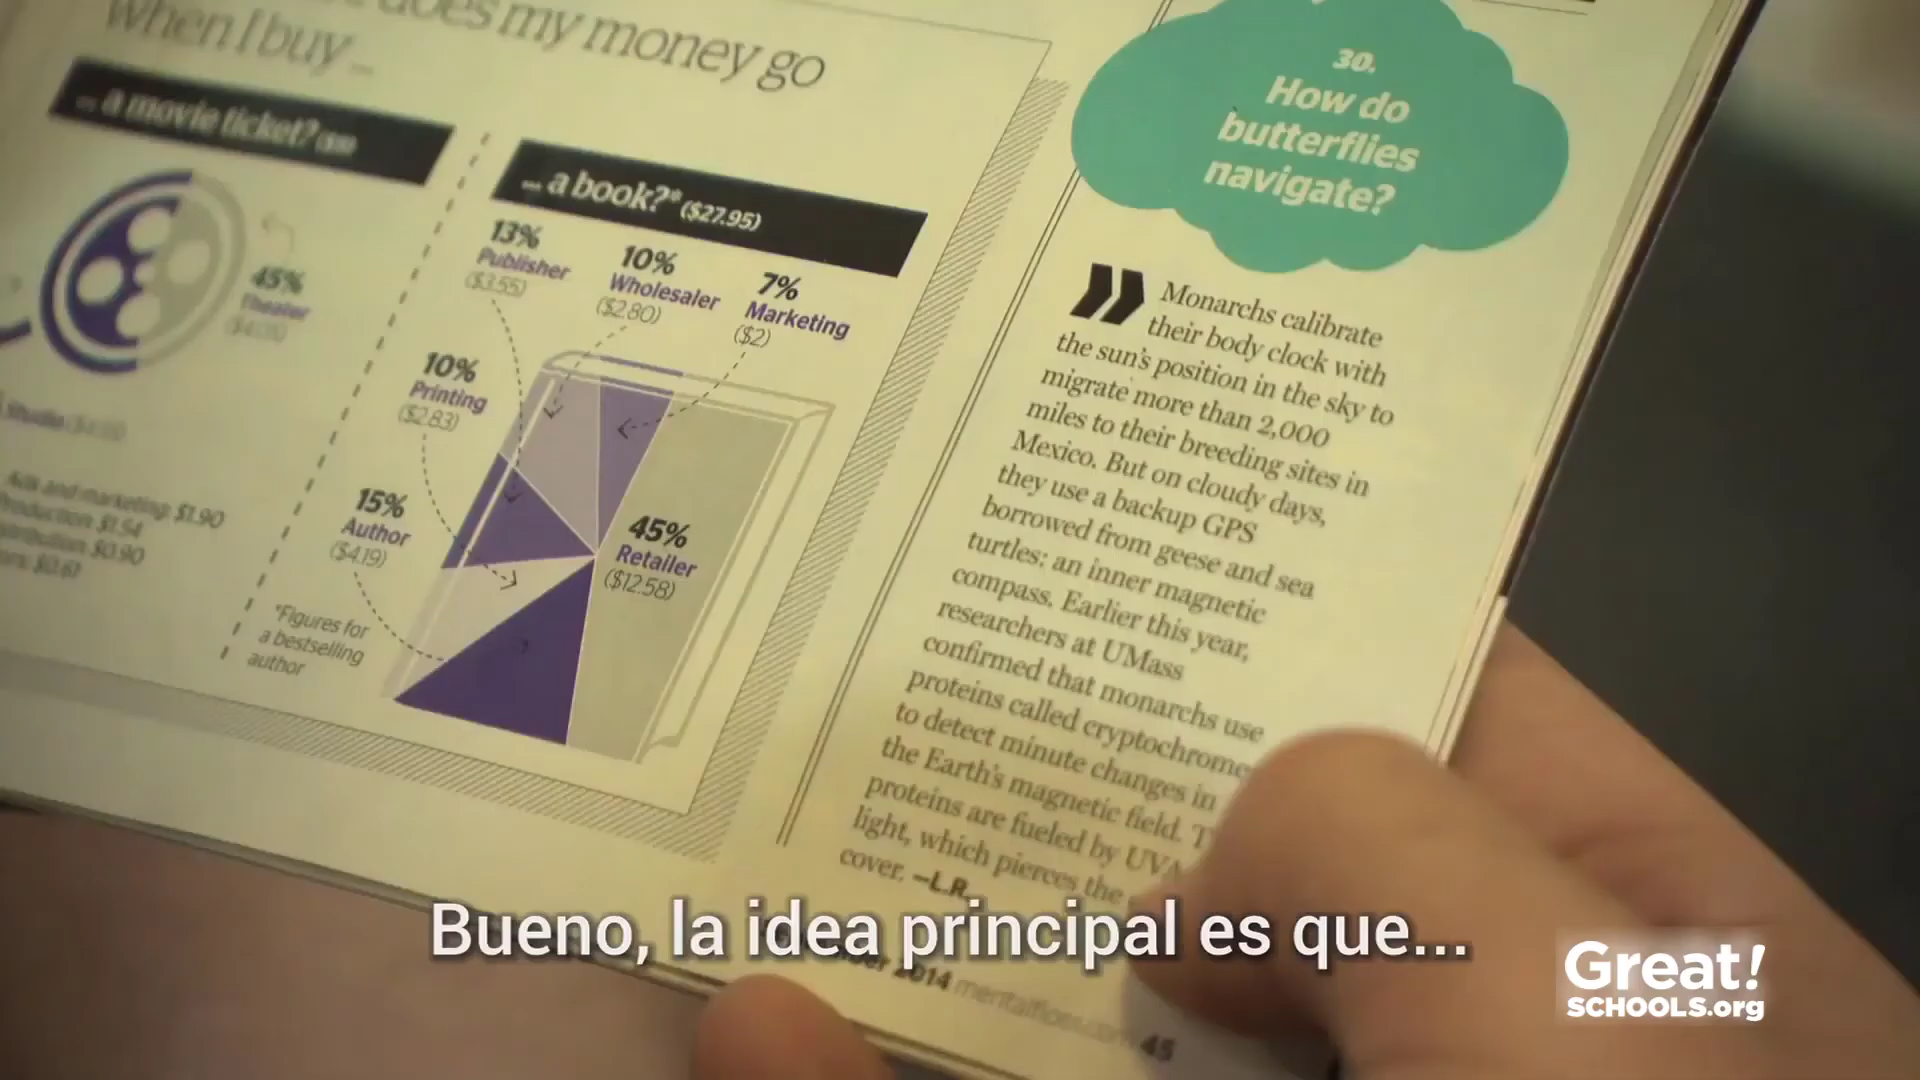 does my money go
when I buy ...
... a movie ticket?
45%
Theater
Studio
Ads and marketing $1.90
Production $1.54
$0.90
$0.61
... a book?* ($27.95)
13%
Publisher
($3.55)
10%
Wholesaler
($2.80)
7%
Marketing
($2)
10%
Printing
($2.83)
15%
Author
($4.19)
45%
Retailer
($12.58)
*Figures for
a bestselling
author
30.
How do
butterflies
navigate?
Monarchs calibrate
their body clock with
the sun's position in the sky to
migrate more than 2,000
miles to their breeding sites in
Mexico. But on cloudy days,
they use a backup GPS
borrowed from geese and sea
turtles: an inner magnetic
compass. Earlier this year,
researchers at UMass
confirmed that monarchs use
proteins called cryptochrome
to detect minute changes in
the Earth's magnetic field. T
proteins are fueled by UVA
light, which pierces the
cover. —L.R.
2014 mentalfloss.com 45
Bueno, la idea principal es que...
Great!
SCHOOLS.org